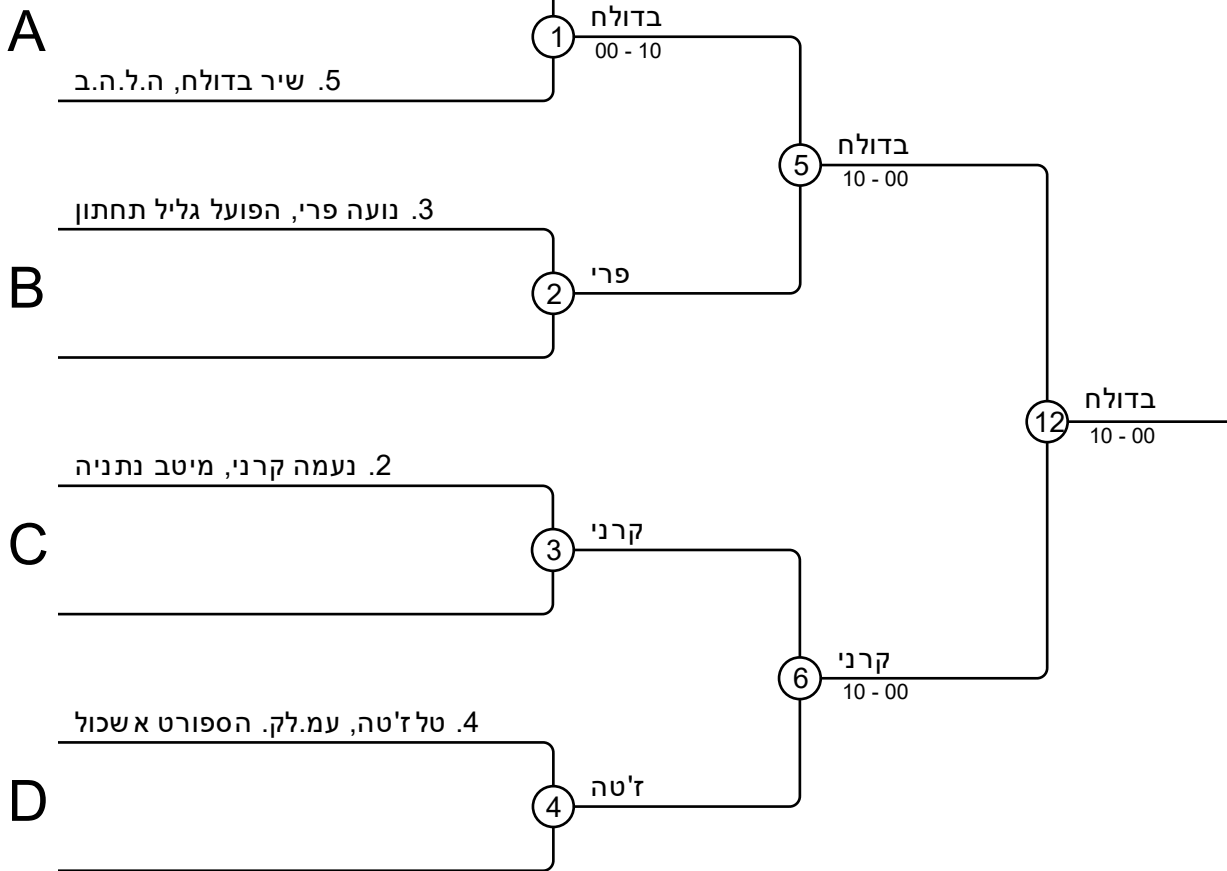 A
1
בדולח
00 - 10
5. שיר בדולח, ה.ל.ה.ב
5
בדולח
10 - 00
3. נועה פרי, הפועל גליל תחתון
B
2
פרי
12
בדולח
10 - 00
2. נעמה קרני, מיטב נתניה
C
3
קרני
6
קרני
10 - 00
4. טל ז'טה, עמ.לק. הספורט אשכול
D
4
ז'טה